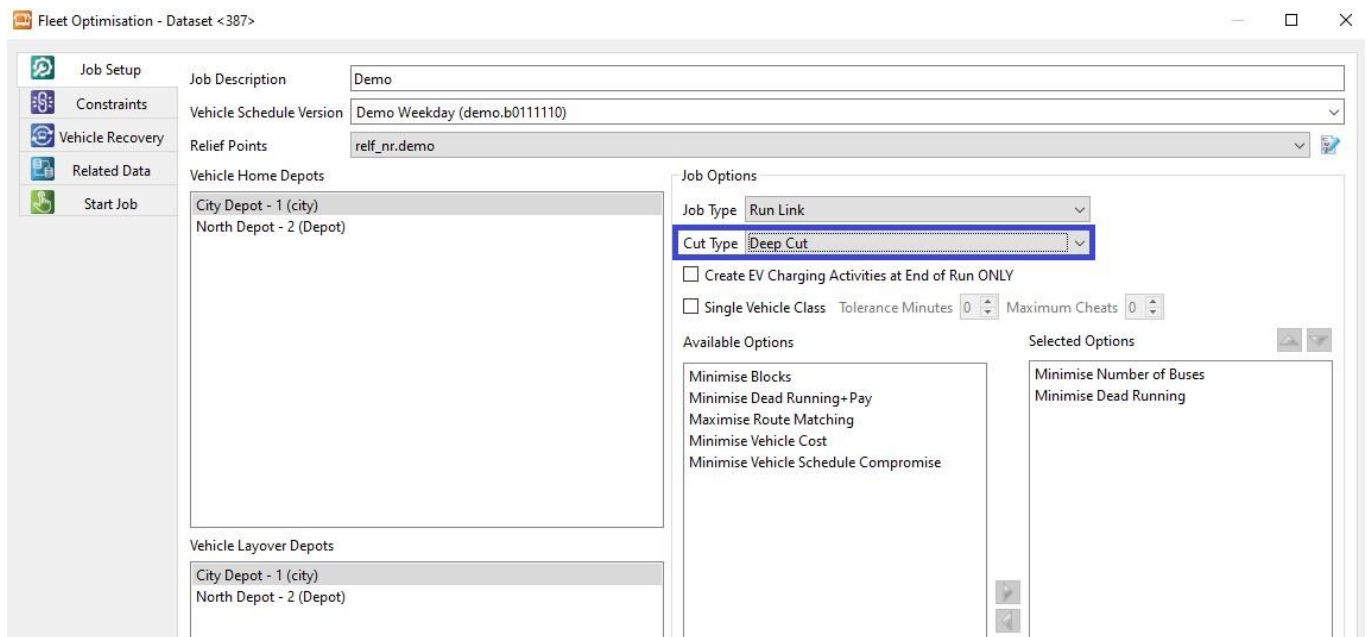 Fleet Optimisation - Dataset <387>
Job Setup
Constraints
Vehicle Recovery
Related Data
Start Job
Job Description Demo
Vehicle Schedule Version Demo Weekday (demo.b0111110)
Relief Points relf_nr.demo
Vehicle Home Depots
City Depot - 1 (city)
North Depot - 2 (Depot)
Vehicle Layover Depots
City Depot - 1 (city)
North Depot - 2 (Depot)
Job Options
Job Type Run Link
Cut Type Deep Cut
Create EV Charging Activities at End of Run ONLY
Single Vehicle Class Tolerance Minutes 0 Maximum Cheats 0
Available Options
Minimise Blocks
Minimise Dead Running+Pay
Maximise Route Matching
Minimise Vehicle Cost
Minimise Vehicle Schedule Compromise
Selected Options
Minimise Number of Buses
Minimise Dead Running